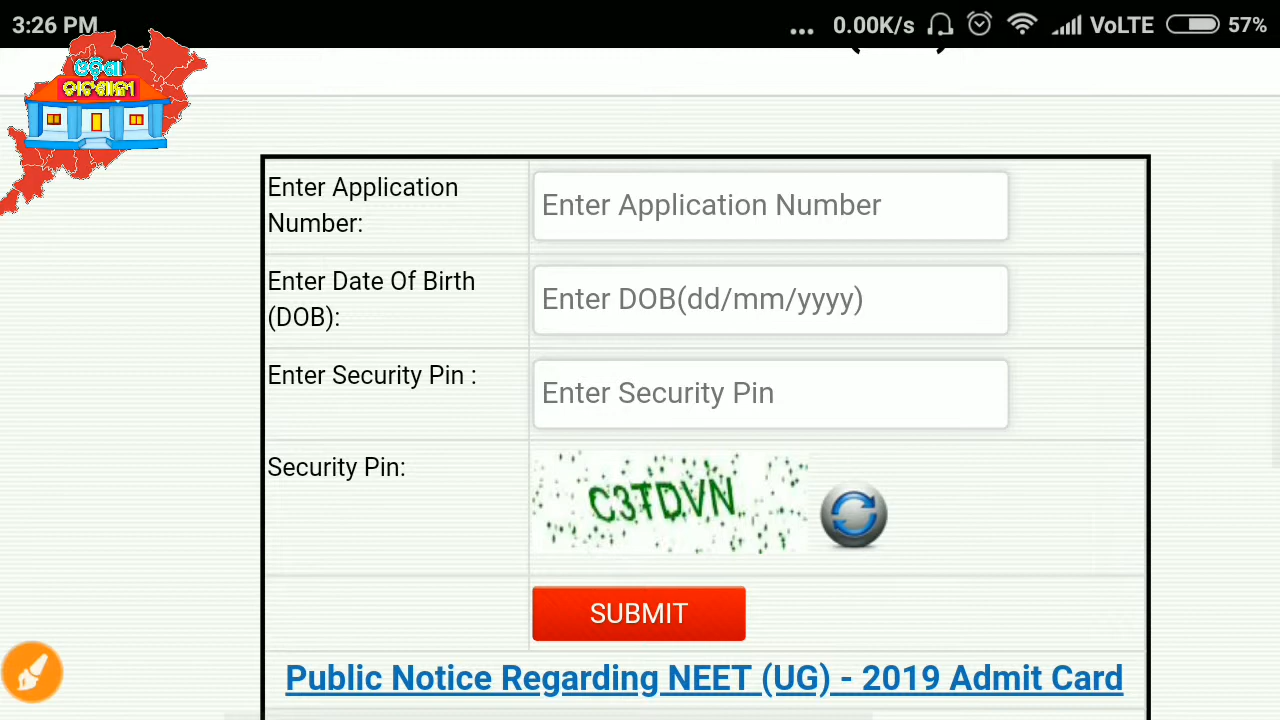 3:26 PM
... 0.00K/s VoLTE 57%
ଓଡ଼ିଶା
ଚାଟଶାଳୀ
Enter Application
Number:
Enter Application Number
Enter Date Of Birth
(DOB):
Enter DOB(dd/mm/yyyy)
Enter Security Pin :
Enter Security Pin
Security Pin:
C3TDVN
SUBMIT
Public Notice Regarding NEET (UG) - 2019 Admit Card